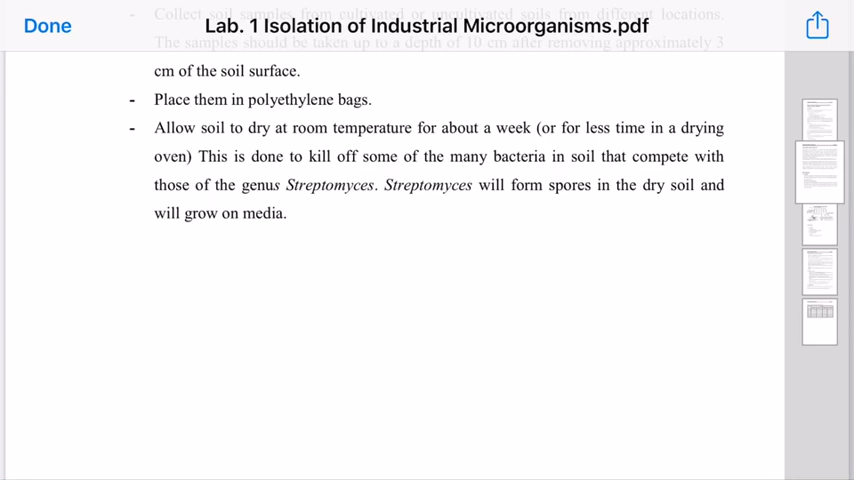 - Collect soil samples from cultivated or uncultivated soils from different locations.
Done
Lab. 1 Isolation of Industrial Microorganisms.pdf
The samples should be taken up to a depth of 10 cm after removing approximately 3
cm of the soil surface.
- Place them in polyethylene bags.
- Allow soil to dry at room temperature for about a week (or for less time in a drying
oven) This is done to kill off some of the many bacteria in soil that compete with
those of the genus Streptomyces. Streptomyces will form spores in the dry soil and
will grow on media.